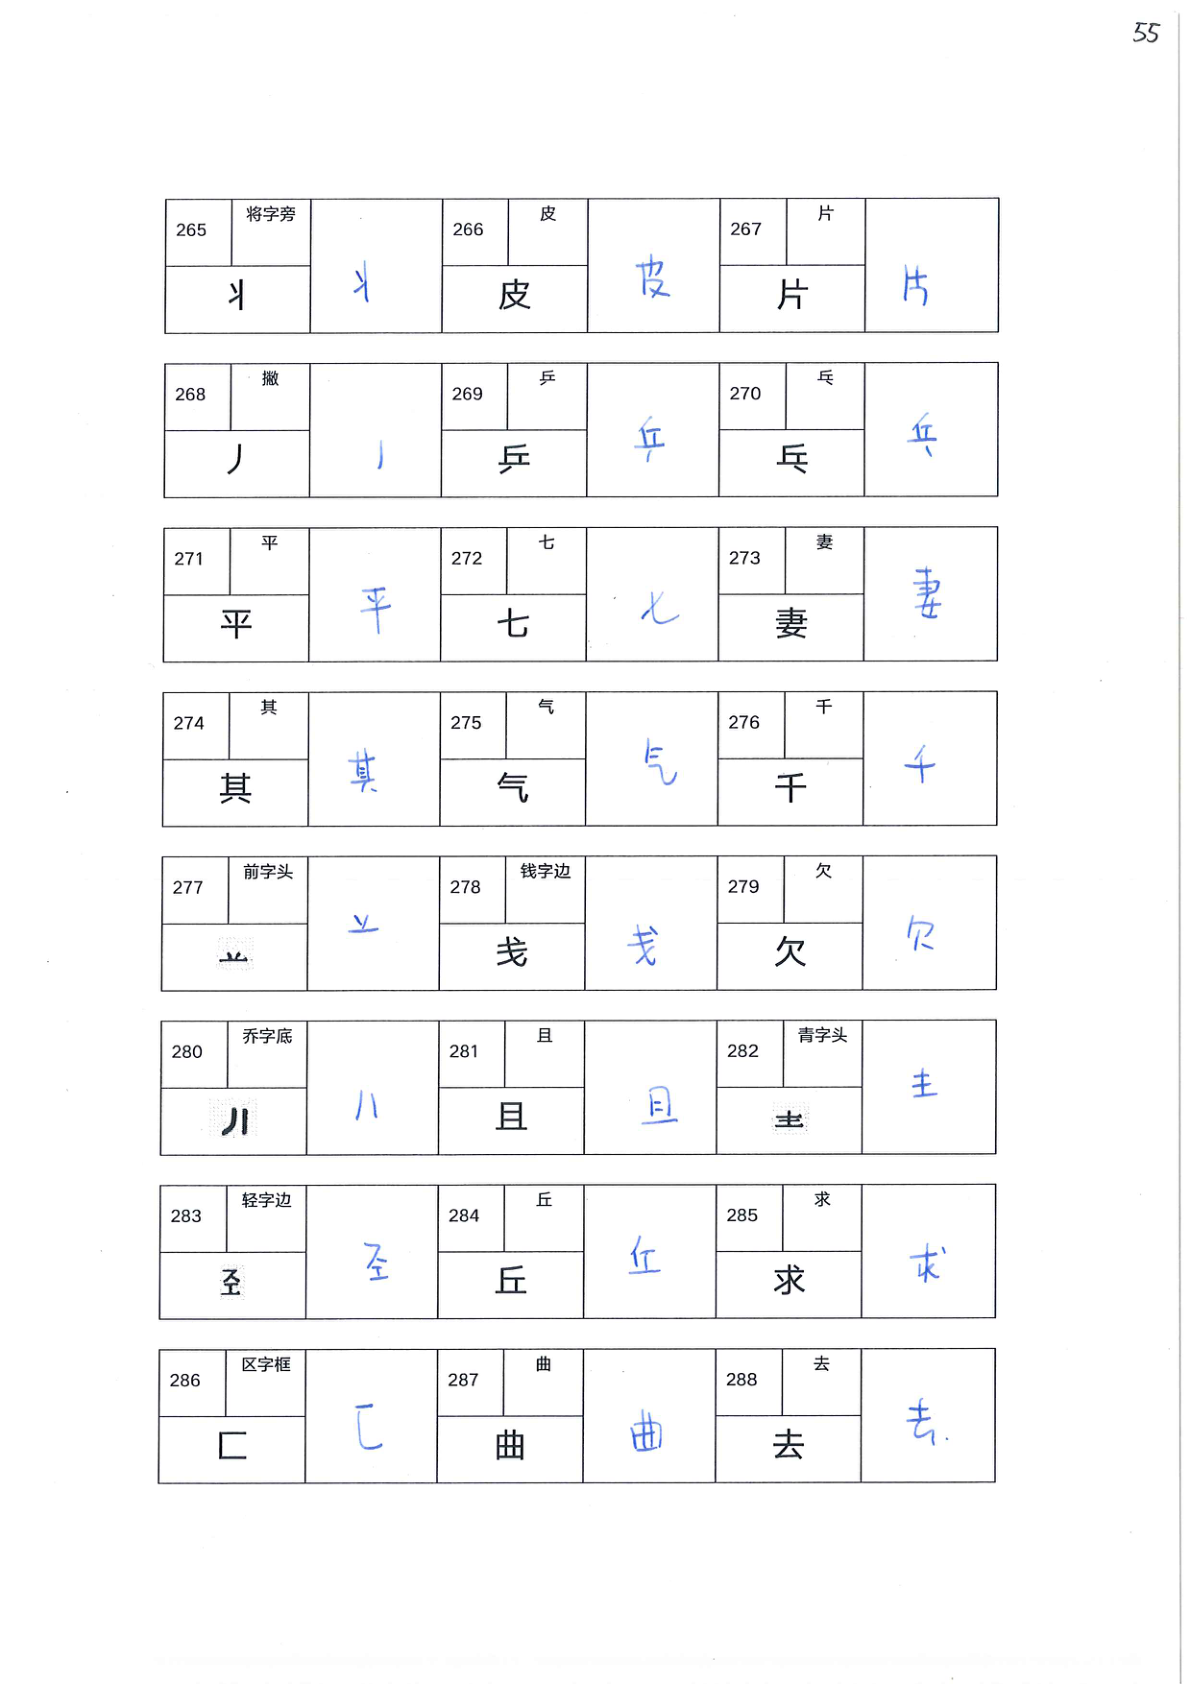 55
265 将字旁 丬 丬 266 皮 皮 皮 267 片 片 片
268 撇 丿 丿 269 乒 乒 乒 270 乓 乓 乓
271 平 平 平 272 七 七 七 273 妻 妻 妻
274 其 其 其 275 气 气 气 276 千 千 千
277 前字头 䒑 䒑 278 钱字边 戋 戋 279 欠 欠 欠
280 乔字底 丿丨 丿丨 281 且 且 且 282 青字头 龶 龶
283 轻字边 𢀖 𢀖 284 丘 丘 丘 285 求 求 求
286 区字框 匚 匚 287 曲 曲 曲 288 去 去 去